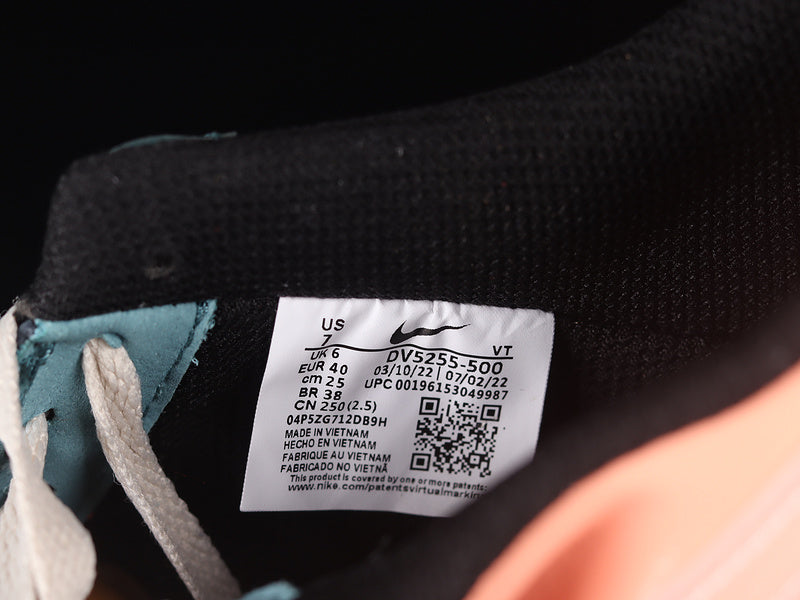 US
7
VT
UK 6
DV5255-500
EUR 40
03/10/22 | 07/02/22
cm 25
UPC 00196153049987
BR 38
CN 250 (2.5)
04P5ZG712DB9H
MADE IN VIETNAM
HECHO EN VIETNAM
FABRIQUE AU VIETNAM
FABRICADO NO VIETNÃ
This product is covered by one or more patents:
www.nike.com/patentsvirtualmarkin